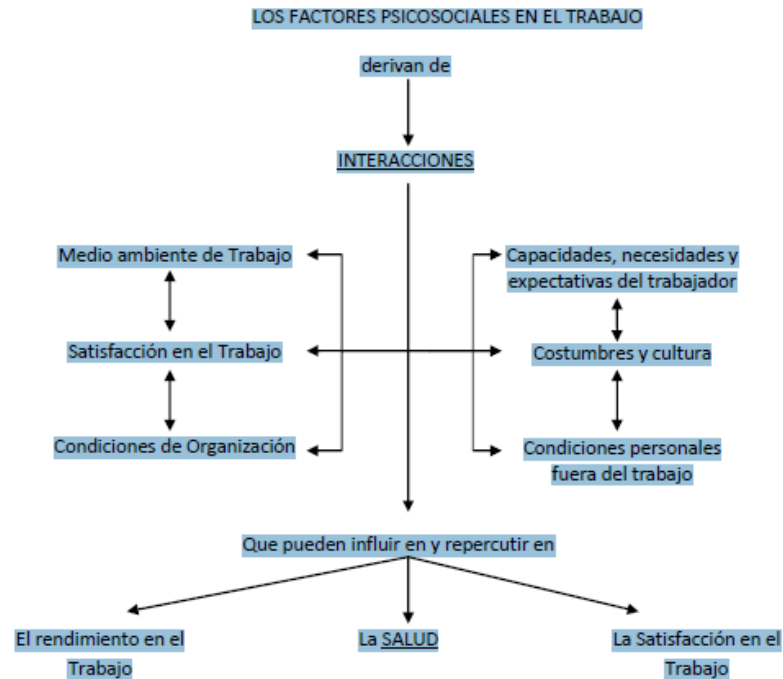 LOS FACTORES PSICOSOCIALES EN EL TRABAJO
derivan de
INTERACCIONES
Medio ambiente de Trabajo
Satisfacción en el Trabajo
Condiciones de Organización
Capacidades, necesidades y
expectativas del trabajador
Costumbres y cultura
Condiciones personales
fuera del trabajo
Que pueden influir en y repercutir en
El rendimiento en el
Trabajo
La SALUD
La Satisfacción en el
Trabajo